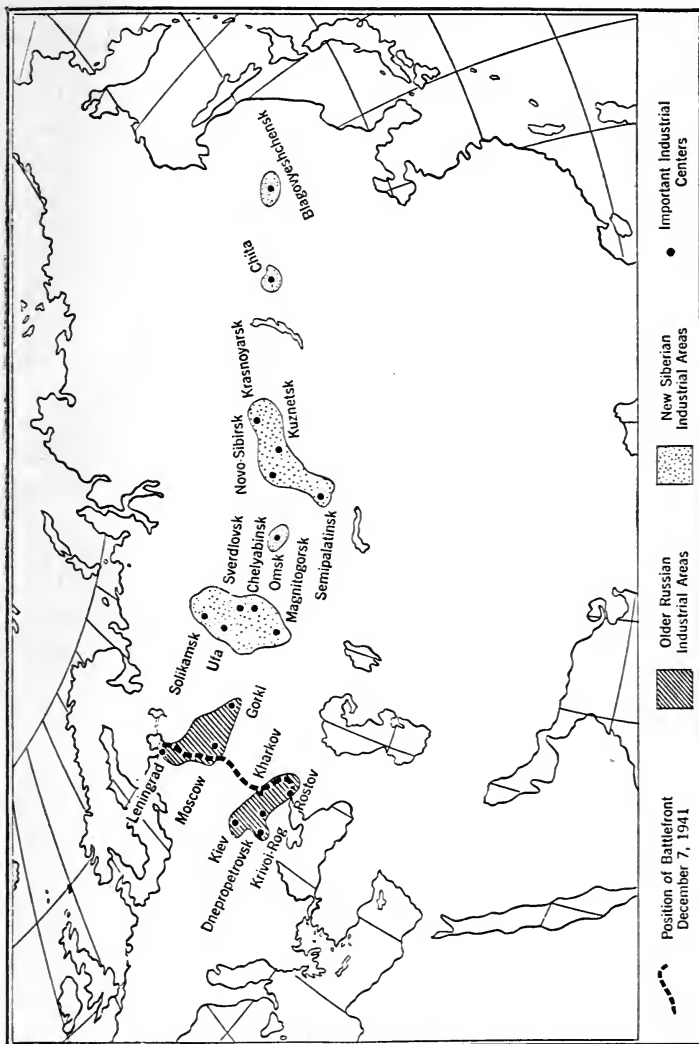 Leningrad
Moscow
Gorki
Kiev
Kharkov
Dnepropetrovsk
Krivoi-Rog
Rostov
Solikamsk
Ufa
Sverdlovsk
Chelyabinsk
Omsk
Magnitogorsk
Semipalatinsk
Novo-Sibirsk
Krasnoyarsk
Kuznetsk
Chita
Blagovyeshchensk
Position of Battlefront
December 7, 1941
Older Russian
Industrial Areas
New Siberian
Industrial Areas
Important Industrial
Centers